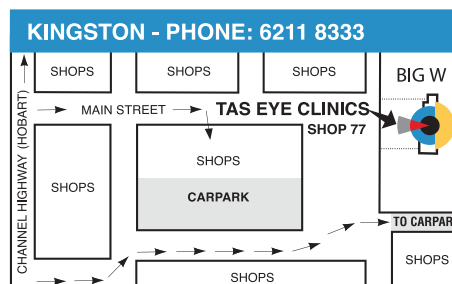 KINGSTON - PHONE: 6211 8333
SHOPS
SHOPS
SHOPS
BIG W
MAIN STREET
TAS EYE CLINICS
SHOP 77
CHANNEL HIGHWAY (HOBART)
SHOPS
SHOPS
CARPARK
TO CARPAR
SHOPS
SHOPS